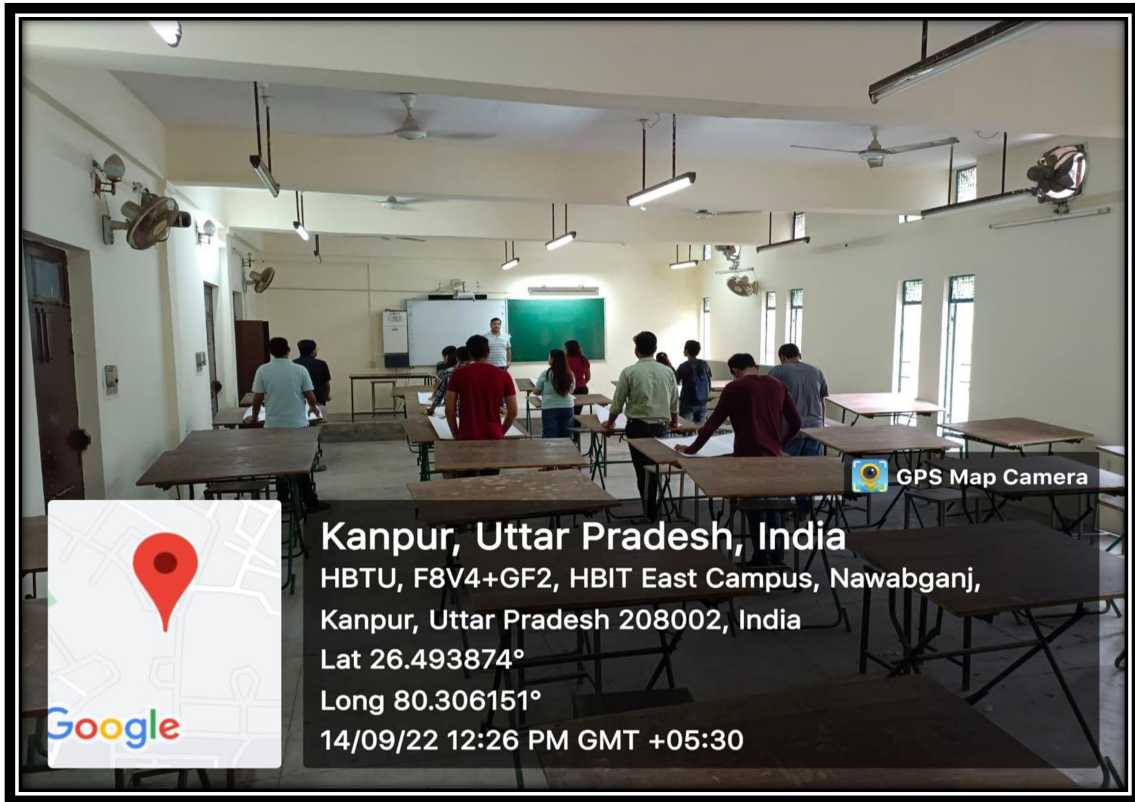 GPS Map Camera
Kanpur, Uttar Pradesh, India
HBTU, F8V4+GF2, HBIT East Campus, Nawabganj,
Kanpur, Uttar Pradesh 208002, India
Lat 26.493874°
Long 80.306151°
14/09/22 12:26 PM GMT +05:30
Google